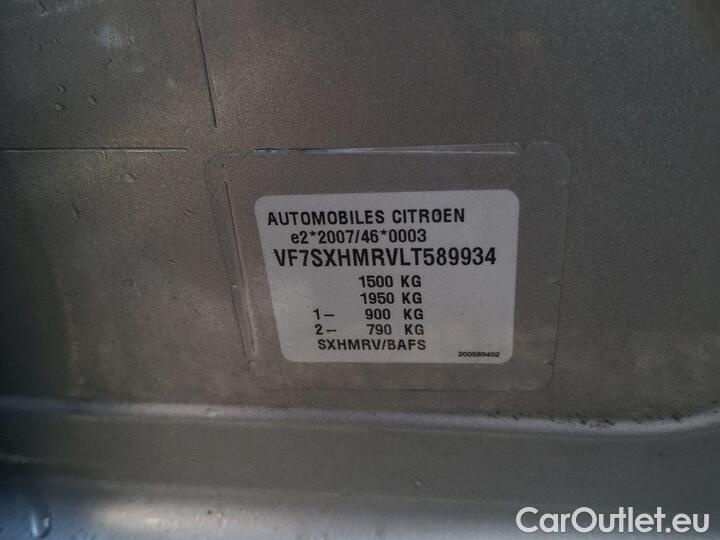 AUTOMOBILES CITROEN
e2*2007/46*0003
VF7SXHMRVLT589934
1500 KG
1950 KG
1– 900 KG
2– 790 KG
SXHMRV/BAFS
200589402
CarOutlet.eu